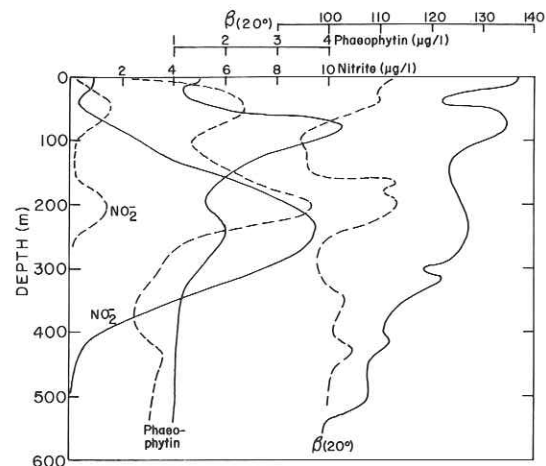 β(20°) 100 110 120 130 140
1 2 3 4 Phaeophytin (μg/l)
2 4 6 8 10 Nitrite (μg/l)
0
100
200
300
400
500
600
DEPTH (m)
NO₂⁻
NO₂⁻
Phaeo-
phytin
β(20°)